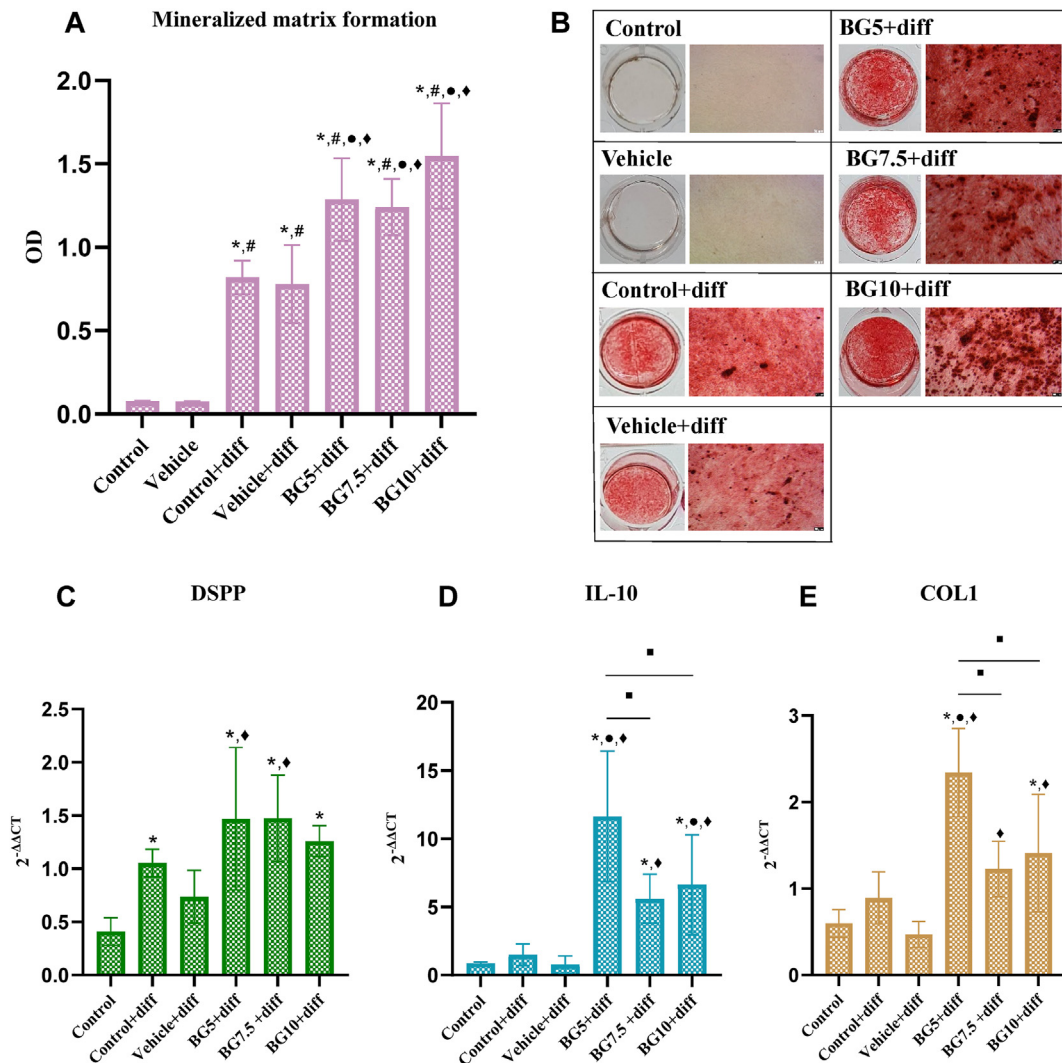 A
Mineralized matrix formation
OD
2.0
1.5
1.0
0.5
0.0
*,#
*,#
*,#,●,♦
*,#,●,♦
*,#,●,♦
Control
Vehicle
Control+diff
Vehicle+diff
BG5+diff
BG7.5+diff
BG10+diff
B
Control
BG5+diff
Vehicle
BG7.5+diff
Control+diff
BG10+diff
Vehicle+diff
C
DSPP
2^-ΔΔCT
2.5
2.0
1.5
1.0
0.5
0.0
*
*,♦
*,♦
*
Control
Control+diff
Vehicle+diff
BG5+diff
BG7.5 +diff
BG10+diff
D
IL-10
2^-ΔΔCT
20
15
10
5
0
■
■
*,●,♦
*,♦
*,●,♦
Control
Control+diff
Vehicle+diff
BG5+diff
BG7.5 +diff
BG10+diff
E
COL1
2^-ΔΔCT
3
2
1
0
■
■
*,●,♦
♦
*,♦
Control
Control+diff
Vehicle+diff
BG5+diff
BG7.5 +diff
BG10+diff